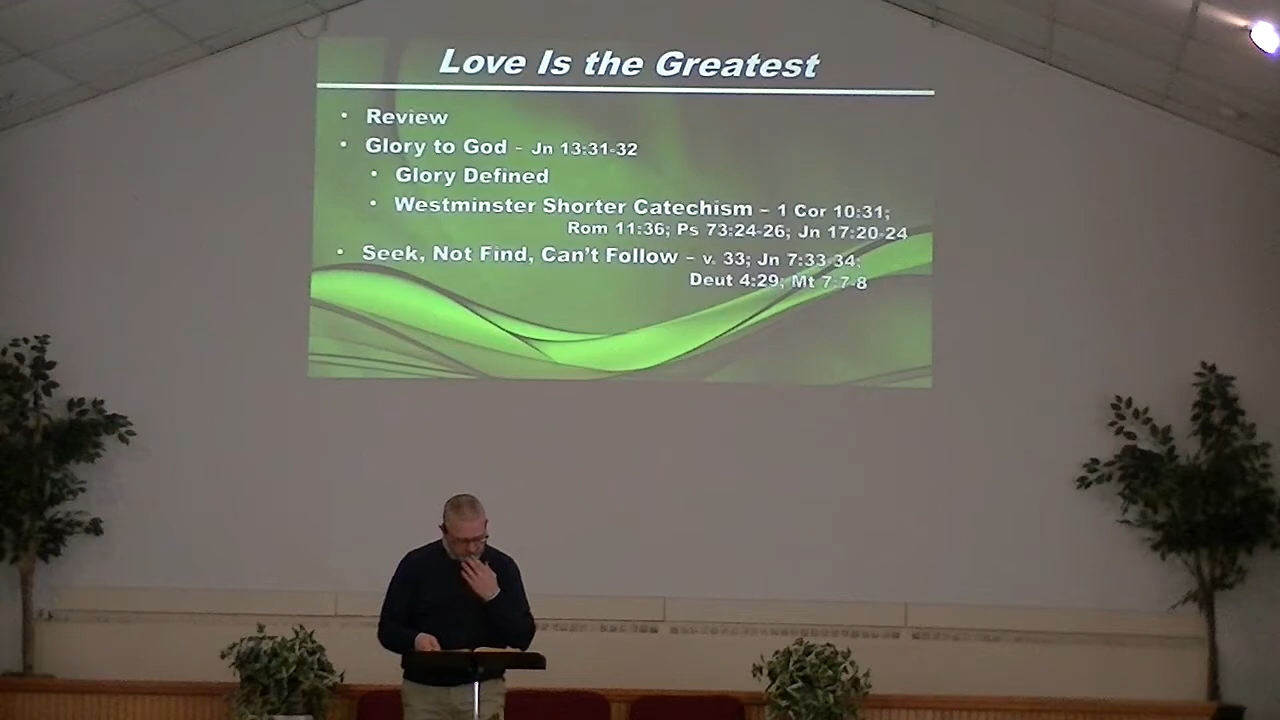 Love Is the Greatest
• Review
• Glory to God - Jn 13:31-32
• Glory Defined
• Westminster Shorter Catechism – 1 Cor 10:31;
Rom 11:36; Ps 73:24-26; Jn 17:20-24
• Seek, Not Find, Can't Follow – v. 33; Jn 7:33-34;
Deut 4:29; Mt 7:7-8